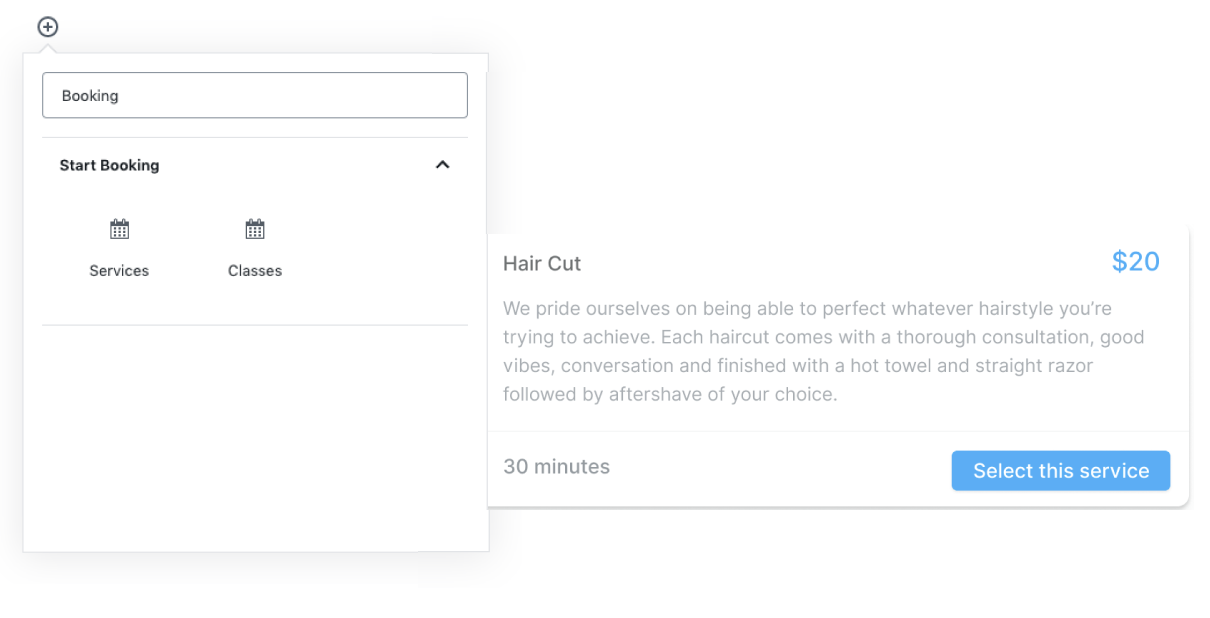 Booking
Start Booking
Services
Classes
Hair Cut
$20
We pride ourselves on being able to perfect whatever hairstyle you’re
trying to achieve. Each haircut comes with a thorough consultation, good
vibes, conversation and finished with a hot towel and straight razor
followed by aftershave of your choice.
30 minutes
Select this service